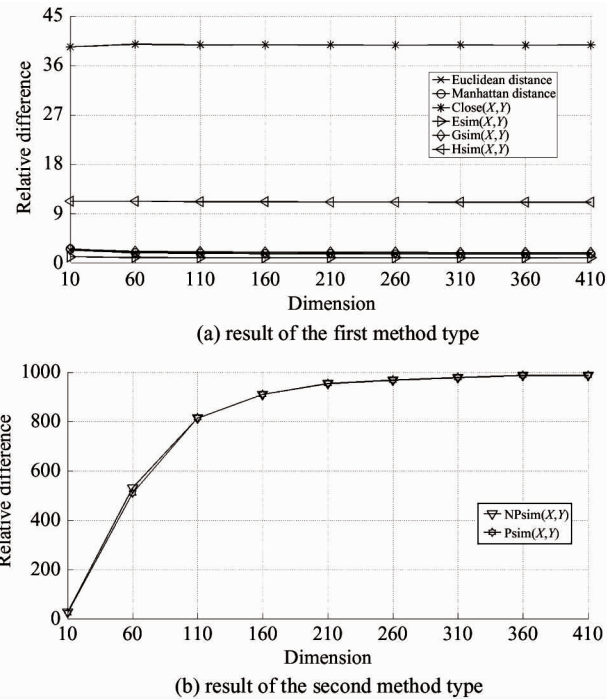 45
36
27
18
9
0
Relative difference
Euclidean distance
Manhattan distance
Close(X,Y)
Esim(X,Y)
Gsim(X,Y)
Hsim(X,Y)
10 60 110 160 210 260 310 360 410
Dimension
(a) result of the first method type
1000
800
600
400
200
0
Relative difference
NPsim(X,Y)
Psim(X,Y)
10 60 110 160 210 260 310 360 410
Dimension
(b) result of the second method type